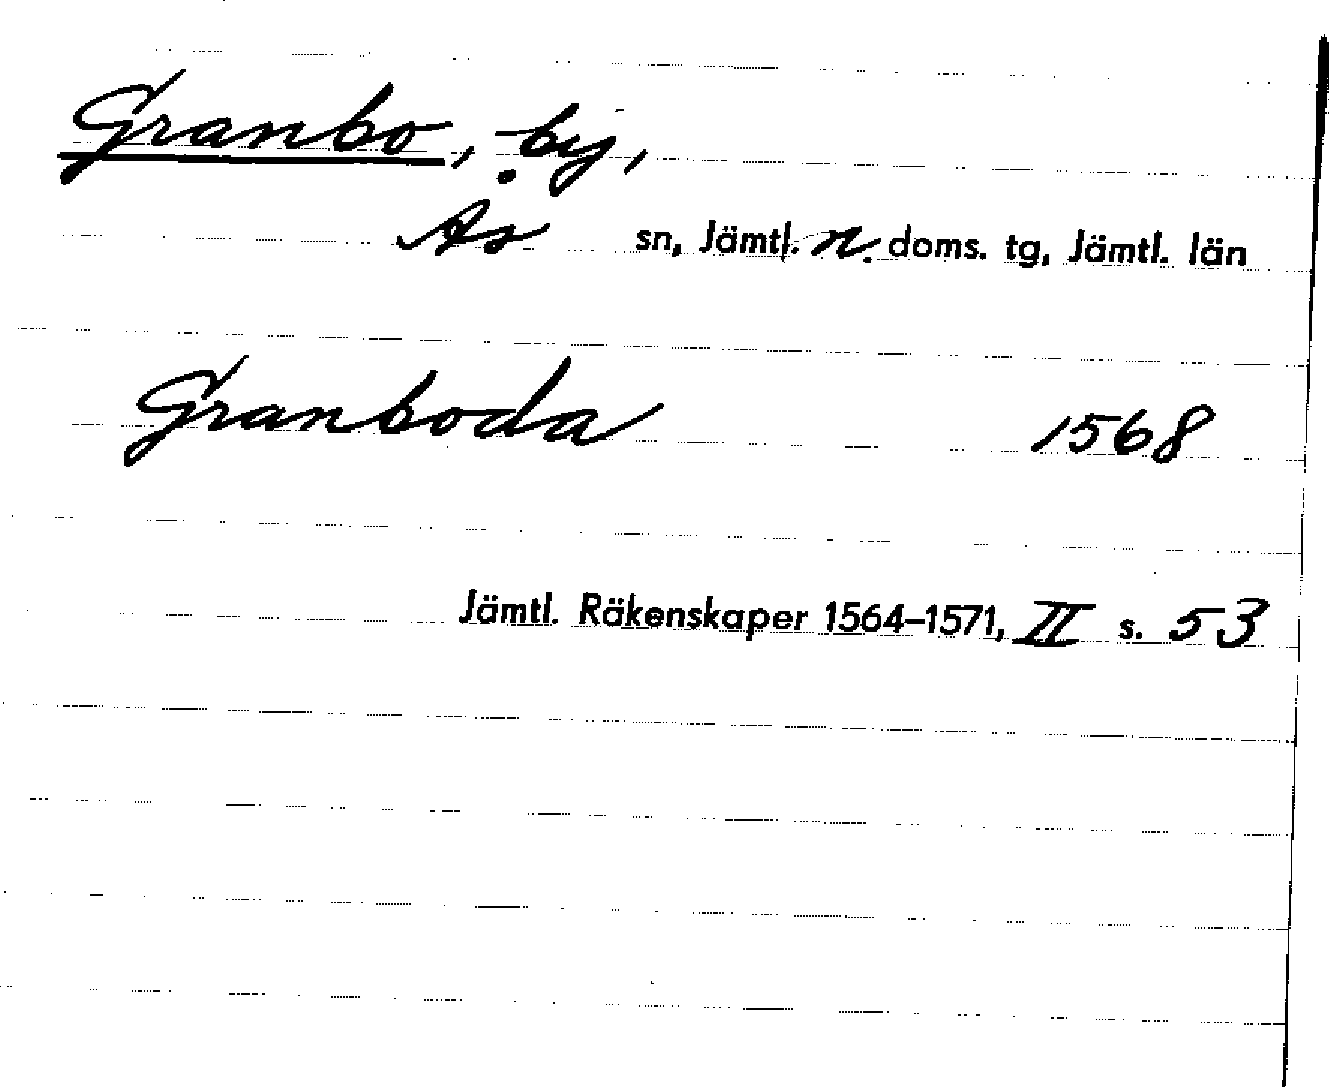 Granbo, by,
Ås sn, Jämtl. n. doms. tg, Jämtl. län
Granboda 1568
Jämtl. Räkenskaper 1564–1571, II s. 53